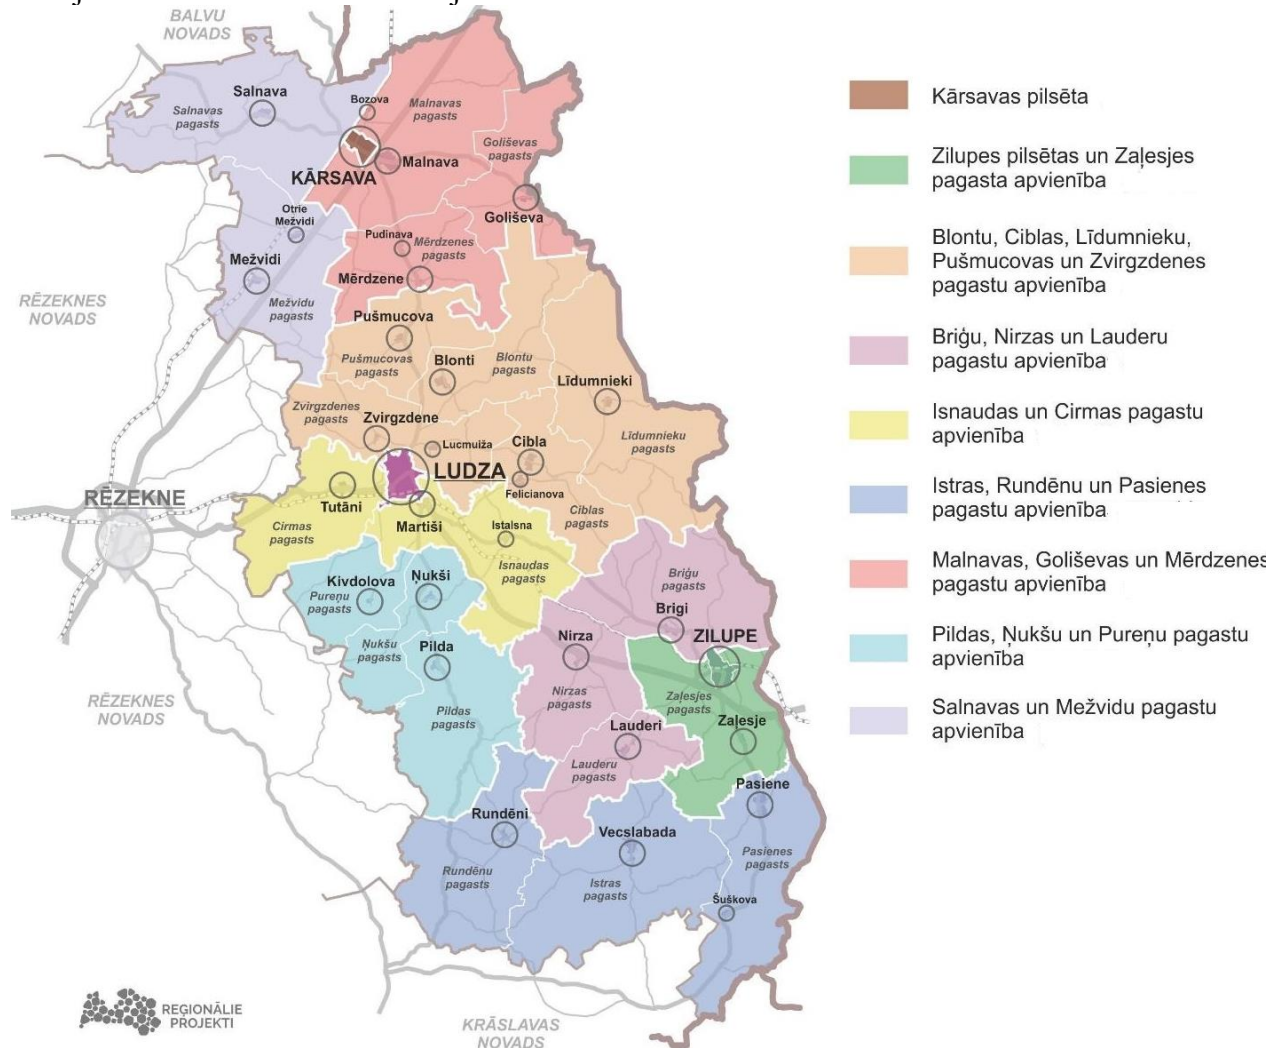 BALVU
NOVADS
Salnava
Salnavas
pagasts
Bozova
Malnavas
pagasts
Goliševas
pagasts
Malnava
KĀRSAVA
Otrie
Mežvidi
Goliševa
Pudinava
Mērdzenes
pagasts
Mežvidi
Mērdzene
RĒZEKNES
NOVADS
Mežvidu
pagasts
Pušmucova
Pušmucovas
pagasts
Blonti
Blontu
pagasts
Līdumnieki
Zvirgzdenes
pagasts
Zvirgzdene
Līdumnieku
pagasts
Lucmuiža
Cibla
LUDZA
Felicianova
RĒZEKNE
Tutāni
Cirmas
pagasts
Martiši
Istalsna
Ciblas
pagasts
Isnaudas
pagasts
Kivdolova
Pureņu
pagasts
Ņukši
Briģu
pagasts
Brigi
Ņukšu
pagasts
Pilda
Nirza
ZILUPE
RĒZEKNES
NOVADS
Pildas
pagasts
Nirzas
pagasts
Zaļesjes
pagasts
Lauderi
Zaļesje
Lauderu
pagasts
Pasiene
Rundēni
Vecslabada
Pasienes
pagasts
Rundēnu
pagasts
Istras
pagasts
Šuškova
KRĀSLAVAS
NOVADS
REĢIONĀLIE
PROJEKTI
Kārsavas pilsēta
Zilupes pilsētas un Zaļesjes
pagasta apvienība
Blontu, Ciblas, Līdumnieku,
Pušmucovas un Zvirgzdenes
pagastu apvienība
Briģu, Nirzas un Lauderu
pagastu apvienība
Isnaudas un Cirmas pagastu
apvienība
Istras, Rundēnu un Pasienes
pagastu apvienība
Malnavas, Goliševas un Mērdzenes
pagastu apvienība
Pildas, Ņukšu un Pureņu pagastu
apvienība
Salnavas un Mežvidu pagastu
apvienība